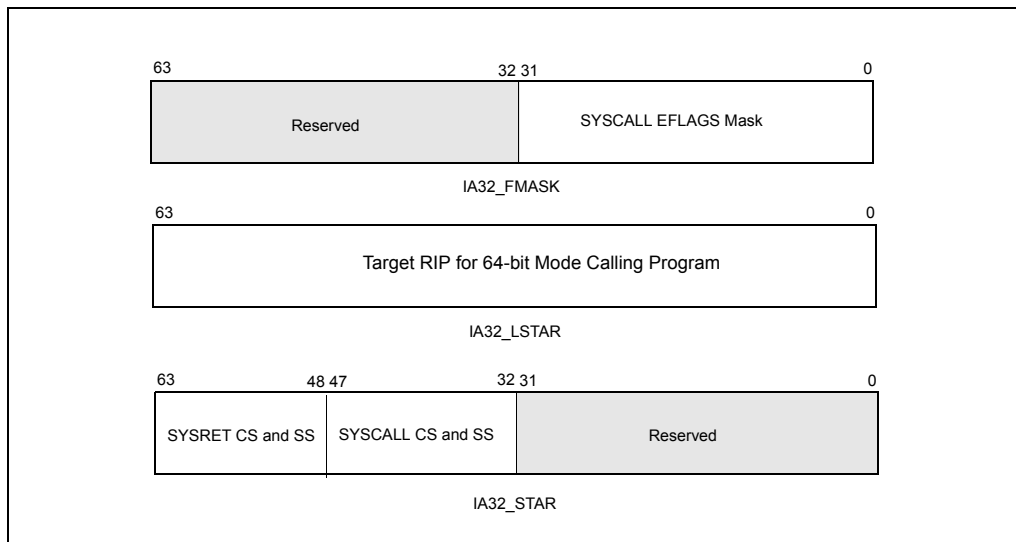 63 32 31 0
Reserved SYSCALL EFLAGS Mask
IA32_FMASK
63 0
Target RIP for 64-bit Mode Calling Program
IA32_LSTAR
63 48 47 32 31 0
SYSRET CS and SS SYSCALL CS and SS Reserved
IA32_STAR